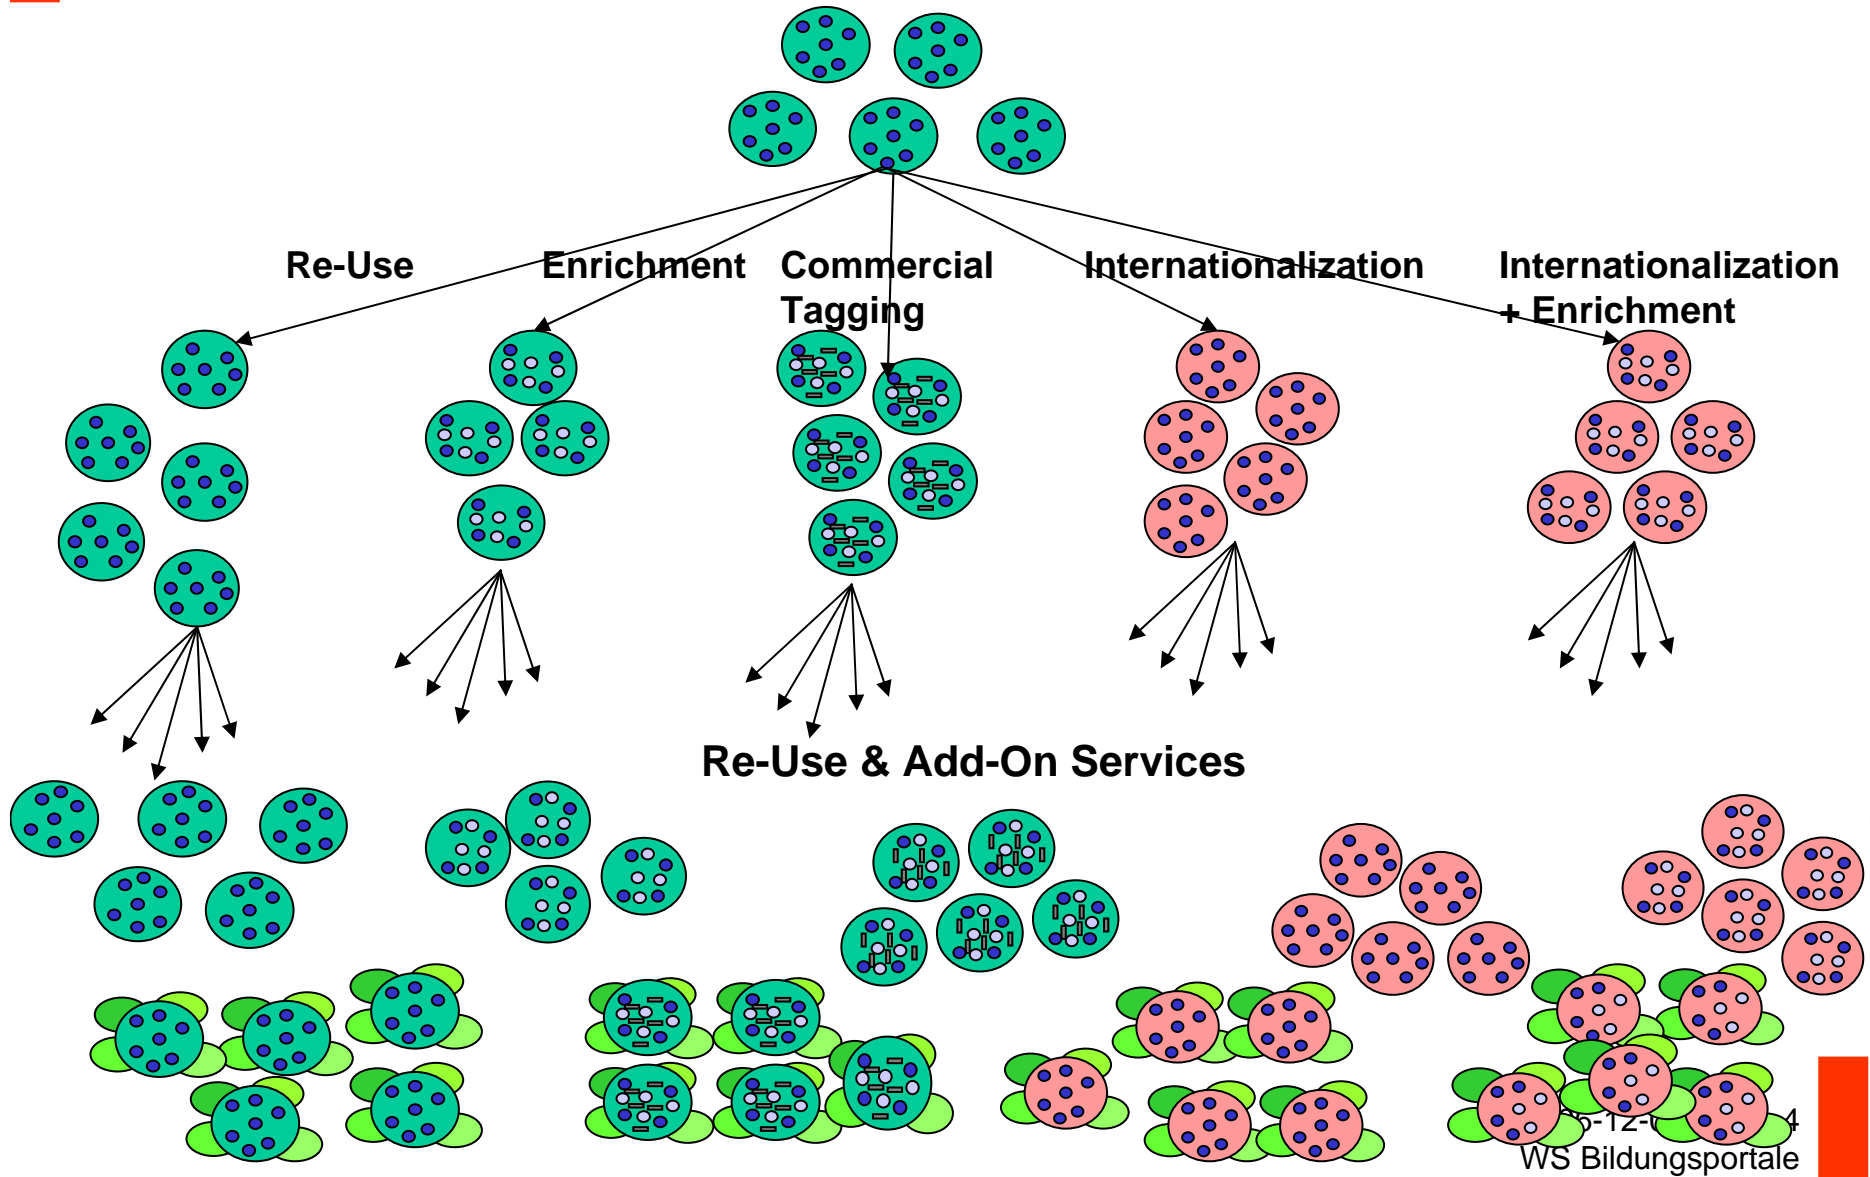 Re-Use
Enrichment
Commercial
Tagging
Internationalization
Internationalization
+ Enrichment
Re-Use & Add-On Services
WS Bildungsportale